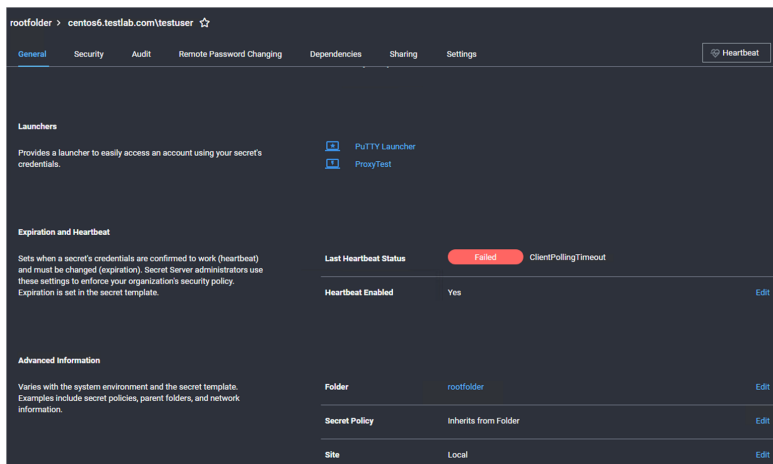 rootfolder > centos6.testlab.com\testuser
General Security Audit Remote Password Changing Dependencies Sharing Settings Heartbeat
Launchers
Provides a launcher to easily access an account using your secret's
credentials.
PuTTY Launcher
ProxyTest
Expiration and Heartbeat
Sets when a secret's credentials are confirmed to work (heartbeat)
and must be changed (expiration). Secret Server administrators use
these settings to enforce your organization's security policy.
Expiration is set in the secret template.
Last Heartbeat Status Failed ClientPollingTimeout
Heartbeat Enabled Yes Edit
Advanced Information
Varies with the system environment and the secret template.
Examples include secret policies, parent folders, and network
information.
Folder rootfolder Edit
Secret Policy Inherits from Folder Edit
Site Local Edit